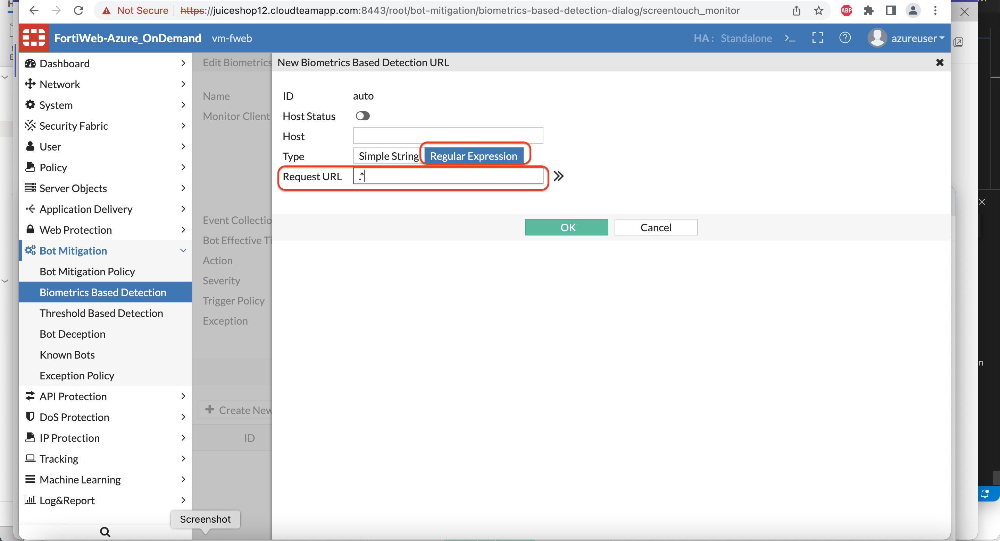 Not Secure https://juiceshop12.cloudteamapp.com:8443/root/bot-mitigation/biometrics-based-detection-dialog/screentouch_monitor
ABP
FortiWeb-Azure_OnDemand vm-fweb HA: Standalone >_ azureuser
Dashboard
Network
System
Security Fabric
User
Policy
Server Objects
Application Delivery
Web Protection
Bot Mitigation
Bot Mitigation Policy
Biometrics Based Detection
Threshold Based Detection
Bot Deception
Known Bots
Exception Policy
API Protection
DoS Protection
IP Protection
Tracking
Machine Learning
Log&Report
Screenshot
Edit Biometrics
Name
Monitor Client
Event Collectio
Bot Effective Ti
Action
Severity
Trigger Policy
Exception
Create New
ID
New Biometrics Based Detection URL
ID auto
Host Status
Host
Type Simple String Regular Expression
Request URL .*
OK Cancel